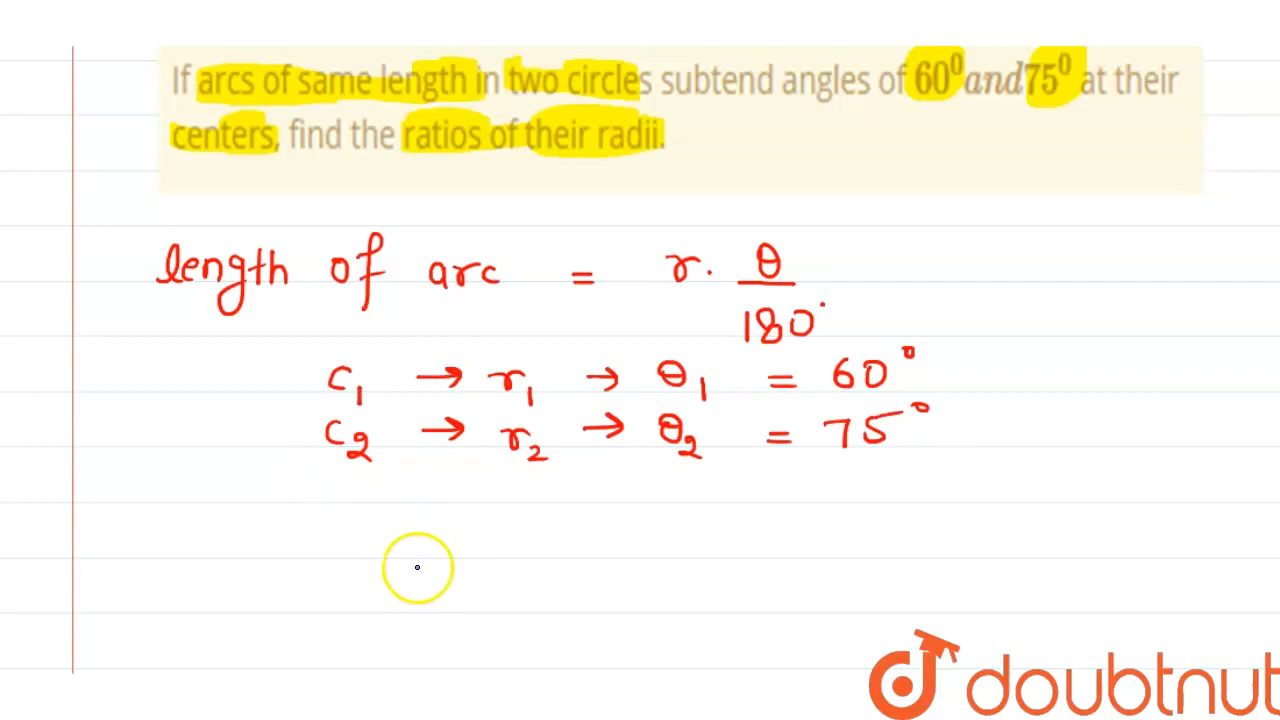 If arcs of same length in two circles subtend angles of 60⁰ and 75⁰ at their
centers, find the ratios of their radii.
length of arc = r. θ/180°
c₁ → r₁ → θ₁ = 60°
c₂ → r₂ → θ₂ = 75°
doubtnut